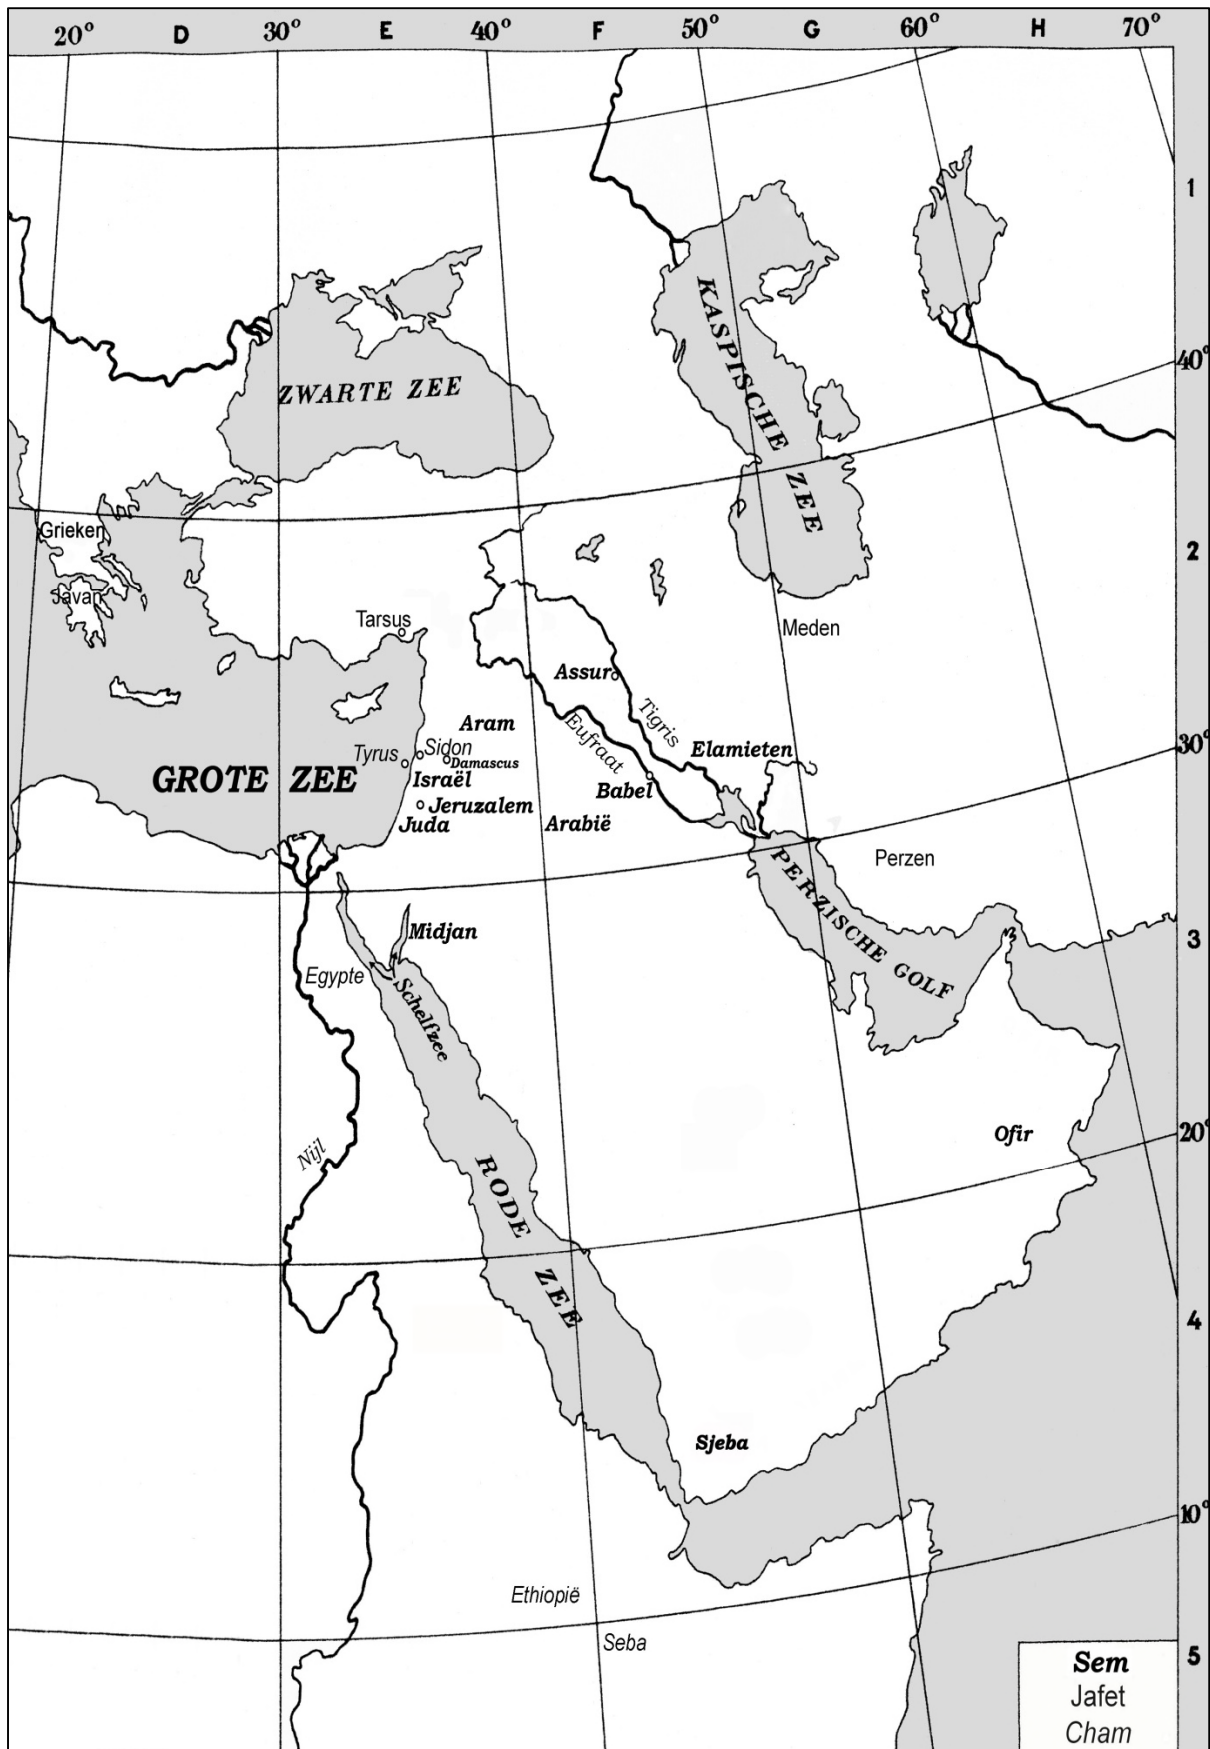 20° D 30° E 40° F 50° G 60° H 70°
1
KASPISCHE ZEE
40°
ZWARTE ZEE
Grieken
2
Javan
Tarsus
Meden
Assur
Tigris
Aram
Eufraat
Elamieten
30°
Tyrus
Sidon
Damascus
GROTE ZEE
Israël
Babel
Jeruzalem
Juda
Arabië
Perzen
PERZISCHE GOLF
Midjan
3
Egypte
Schelfzee
Ofir
20°
Nijl
RODE ZEE
4
Sjeba
10°
Ethiopië
Seba
5
Sem
Jafet
Cham